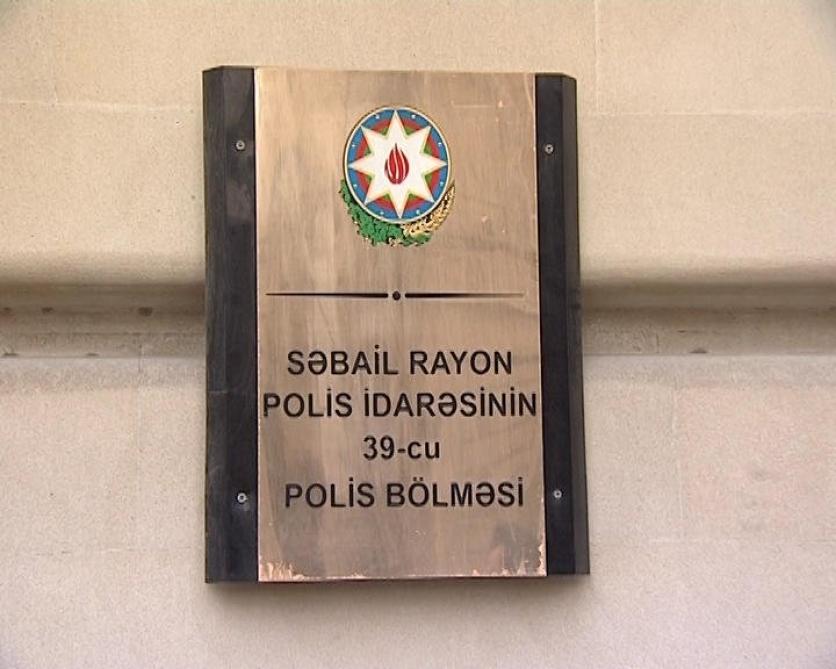 SƏBAİL RAYON
POLİS İDARƏSİNİN
39-cu
POLİS BÖLMƏSİ